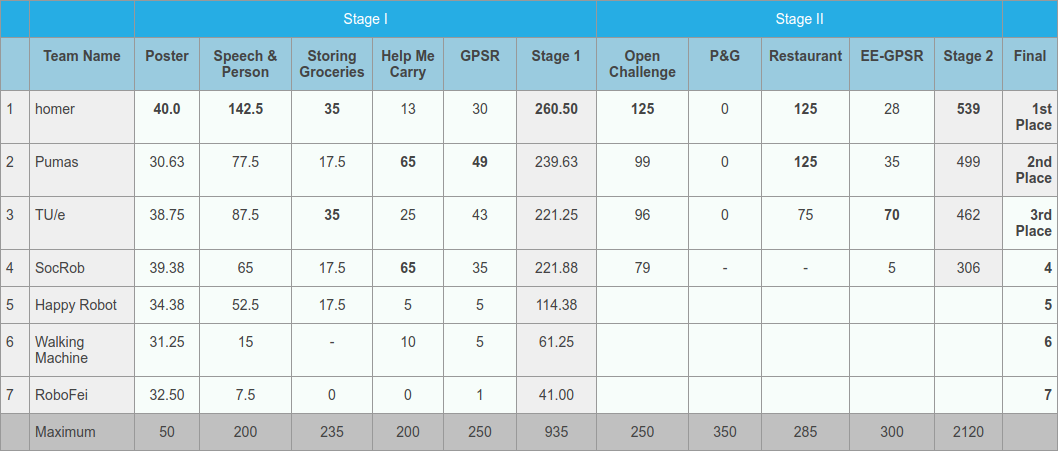 Stage I Stage II
Team Name Poster Speech & Person Storing Groceries Help Me Carry GPSR Stage 1 Open Challenge P&G Restaurant EE-GPSR Stage 2 Final
1 homer 40.0 142.5 35 13 30 260.50 125 0 125 28 539 1st Place
2 Pumas 30.63 77.5 17.5 65 49 239.63 99 0 125 35 499 2nd Place
3 TU/e 38.75 87.5 35 25 43 221.25 96 0 75 70 462 3rd Place
4 SocRob 39.38 65 17.5 65 35 221.88 79 - - 5 306 4
5 Happy Robot 34.38 52.5 17.5 5 5 114.38 5
6 Walking Machine 31.25 15 - 10 5 61.25 6
7 RoboFei 32.50 7.5 0 0 1 41.00 7
Maximum 50 200 235 200 250 935 250 350 285 300 2120